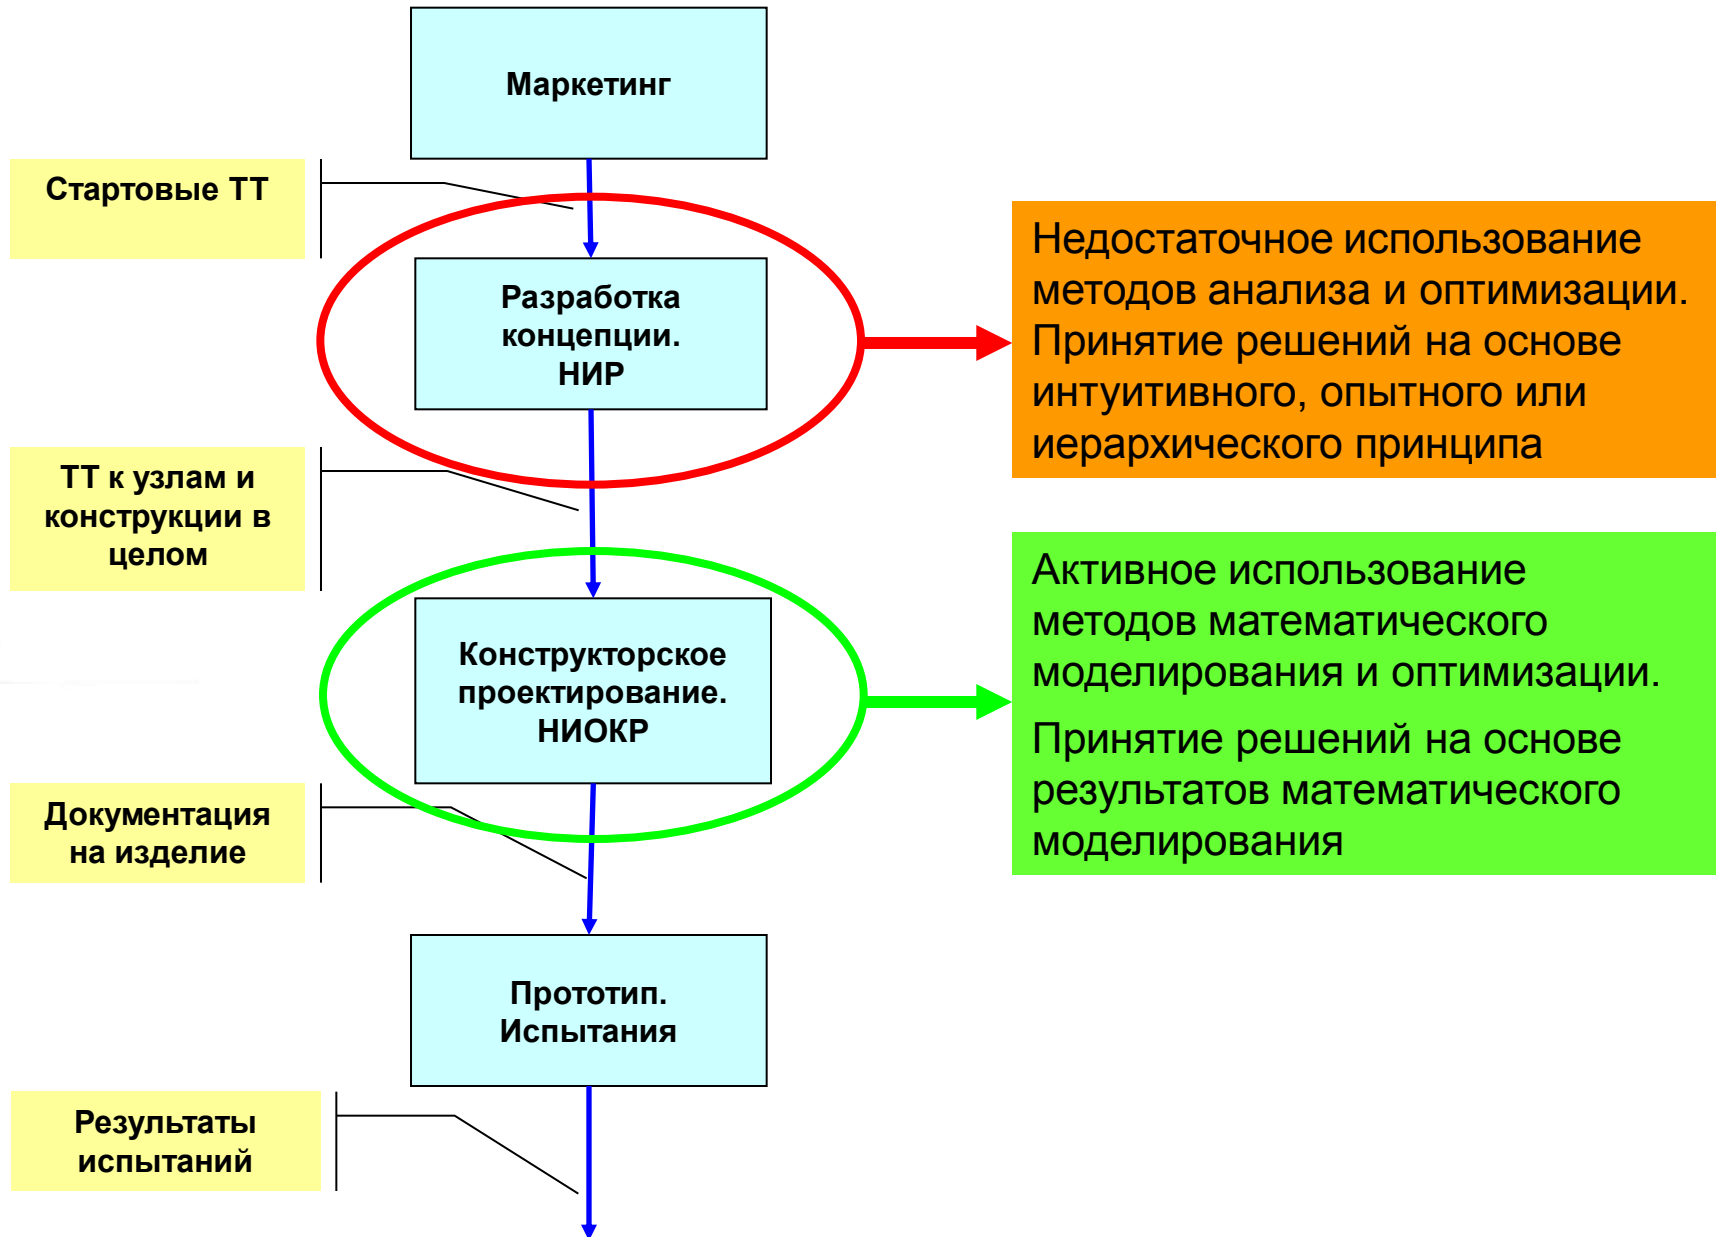 Маркетинг
Стартовые ТТ
Разработка
концепции.
НИР
Недостаточное использование
методов анализа и оптимизации.
Принятие решений на основе
интуитивного, опытного или
иерархического принципа
ТТ к узлам и
конструкции в
целом
Конструкторское
проектирование.
НИОКР
Активное использование
методов математического
моделирования и оптимизации.
Принятие решений на основе
результатов математического
моделирования
Документация
на изделие
Прототип.
Испытания
Результаты
испытаний